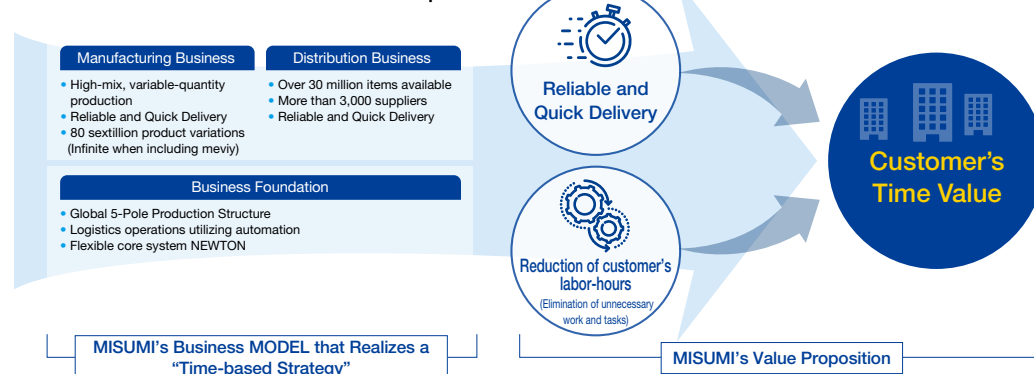 Manufacturing Business
• High-mix, variable-quantity
production
• Reliable and Quick Delivery
• 80 sextillion product variations
(Infinite when including meviy)
Distribution Business
• Over 30 million items available
• More than 3,000 suppliers
• Reliable and Quick Delivery
Business Foundation
• Global 5-Pole Production Structure
• Logistics operations utilizing automation
• Flexible core system NEWTON
MISUMI's Business MODEL that Realizes a
“Time-based Strategy”
Reliable and
Quick Delivery
Reduction of customer's
labor-hours
(Elimination of unnecessary
work and tasks)
Customer's
Time Value
MISUMI's Value Proposition